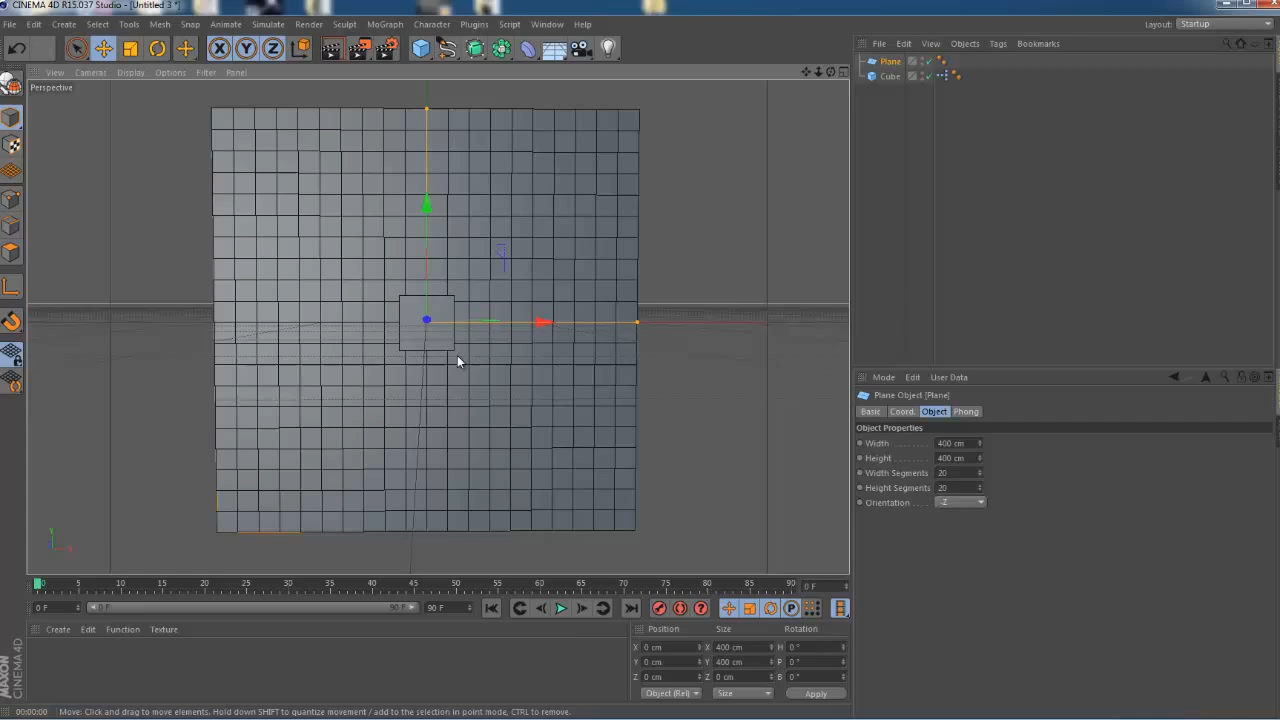 CINEMA 4D R15.037 Studio - [Untitled 3 *]
File Edit Create Select Tools Mesh Snap Animate Simulate Render Sculpt MoGraph Character Plugins Script Window Help
Layout: Startup
X Y Z
File Edit View Objects Tags Bookmarks
View Cameras Display Options Filter Panel
Perspective
Plane
Cube
Mode Edit User Data
Plane Object [Plane]
Basic Coord. Object Phong
Object Properties
Width 400 cm
Height 400 cm
Width Segments 20
Height Segments 20
Orientation -Z
Y
X
0 5 10 15 20 25 30 35 40 45 50 55 60 65 70 75 80 85 90 0 F
0 F 0 F 90 F 90 F
P
Create Edit Function Texture
Position Size Rotation
X 0 cm X 400 cm H 0 °
Y 0 cm Y 400 cm P 0 °
Z 0 cm Z 0 cm B 0 °
Object (Rel) Size Apply
MAXON
CINEMA 4D
00:00:00 Move: Click and drag to move elements. Hold down SHIFT to quantize movement / add to the selection in point mode, CTRL to remove.